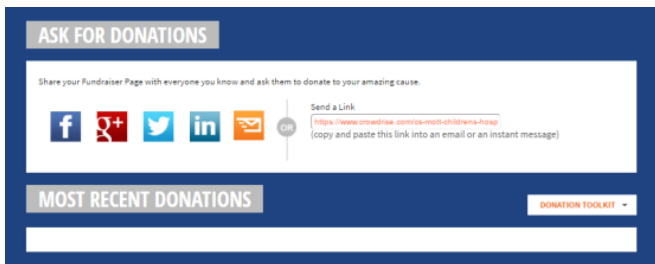 ASK FOR DONATIONS
Share your Fundraiser Page with everyone you know and ask them to donate to your amazing cause.
Send a Link
f g+ in OR https://www.crowdrise.com/cs-mott-childrens-hosp
(copy and paste this link into an email or an instant message)
MOST RECENT DONATIONS
DONATION TOOLKIT